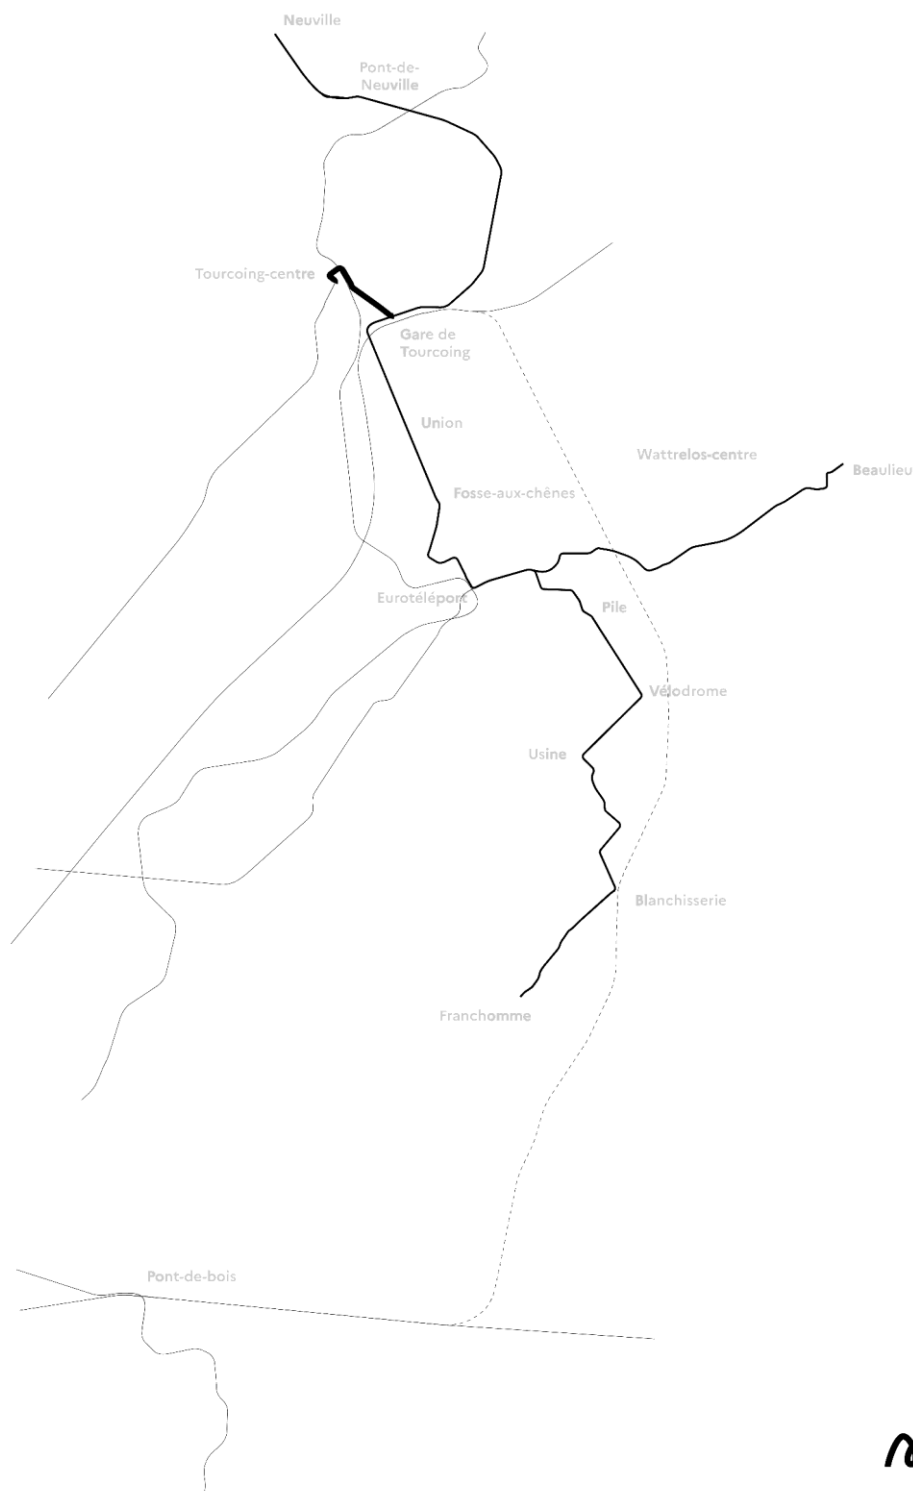 Neuville
Pont-de-
Neuville
Tourcoing-centre
Gare de
Tourcoing
Union
Wattrelos-centre
Beaulieu
Fosse-aux-chênes
Eurotéléport
Pile
Vélodrome
Usine
Blanchisserie
Franchomme
Pont-de-bois